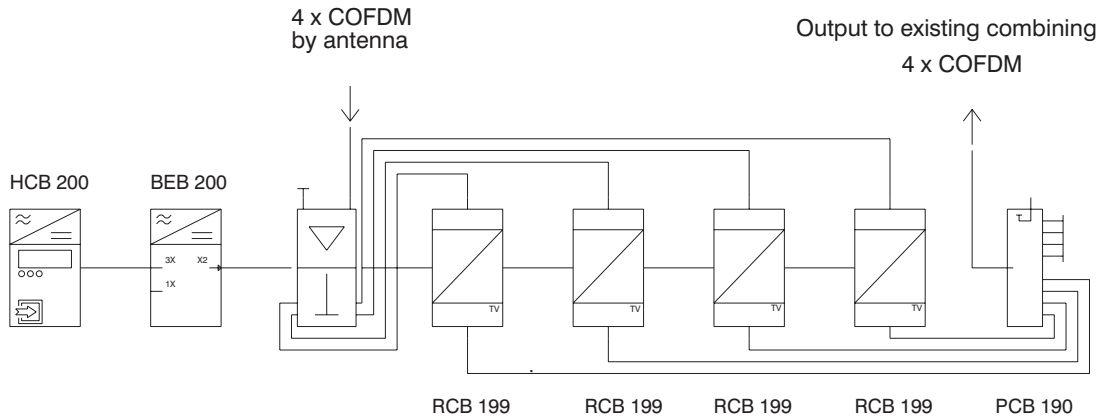 4 x COFDM
by antenna
Output to existing combining
4 x COFDM
HCB 200
BEB 200
3X
X2
1X
TV
TV
TV
TV
RCB 199
RCB 199
RCB 199
RCB 199
PCB 190